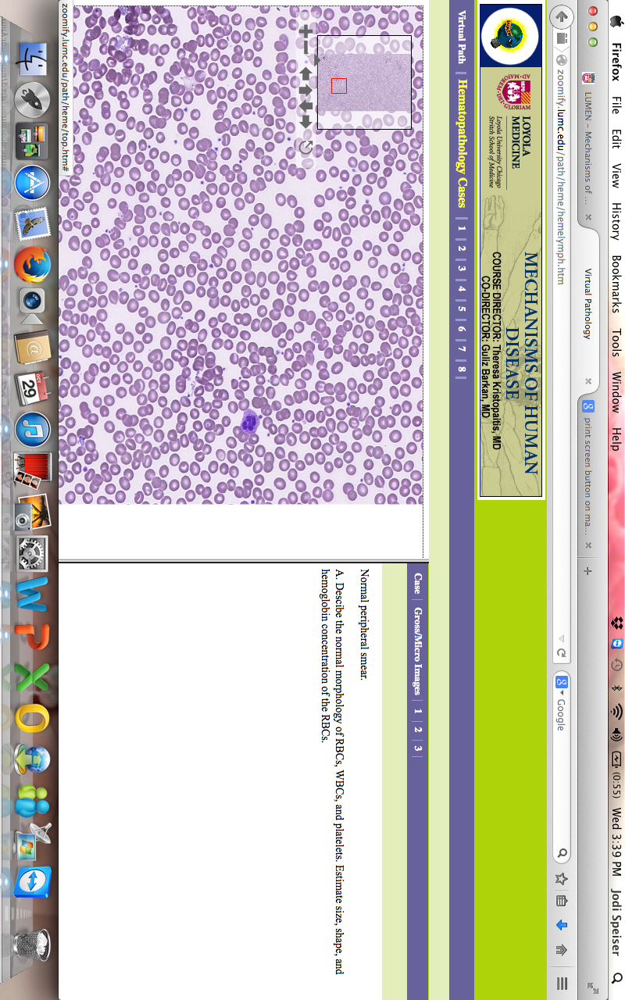 Firefox File Edit View History Bookmarks Tools Window Help (0:55) Wed 3:39 PM Jodi Speiser
LUMEN – Mechanisms of ... Virtual Pathology print screen button on ma...
zoomify.lumc.edu/path/heme/hemelymph.htm Google
LOYOLA
MEDICINE
Loyola University Chicago
Stritch School of Medicine
MECHANISMS OF HUMAN
DISEASE
COURSE DIRECTOR: Theresa Kristopaitis, MD
CO-DIRECTOR: Guliz Barkan, MD
Virtual Path | Hematopathology Cases | 1 | 2 | 3 | 4 | 5 | 6 | 7 | 8 |
Case | Gross/Micro Images 1 | 2 | 3 |
Normal peripheral smear.
A. Descibe the normal morphology of RBCs, WBCs, and platelets. Estimate size, shape, and
hemoglobin concentration of the RBCs.
zoomify.lumc.edu/path/heme/top.htm#
OCT
29